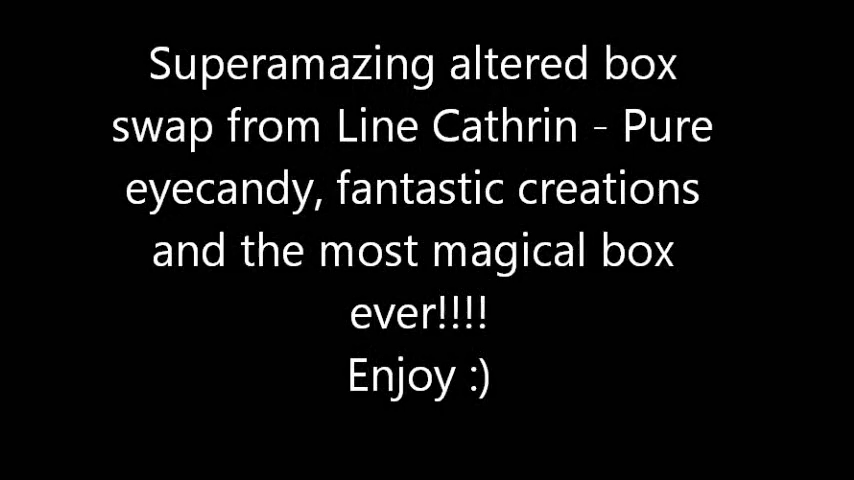 Superamazing altered box
swap from Line Cathrin - Pure
eyecandy, fantastic creations
and the most magical box
ever!!!!
Enjoy :)